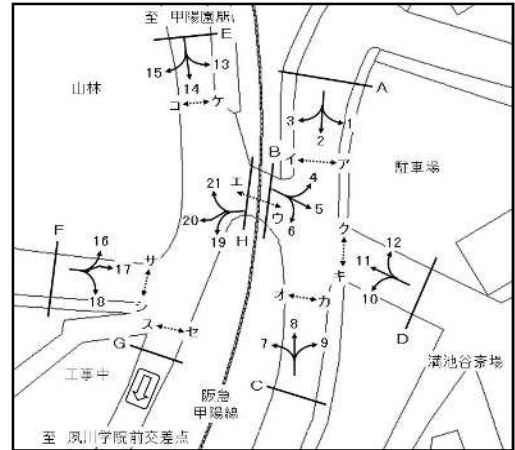 至 甲陽園駅
E
15
14
13
山林
コ
ケ
A
3
2
1
イ
ア
B
駐車場
4
21
エ
5
ウ
6
20
19
H
ク
F
16
17
18
サ
シ
12
11
10
キ
オ
カ
D
ス
セ
8
7
9
G
C
満池谷斎場
工事中
阪急
甲陽線
至 夙川学院前交差点